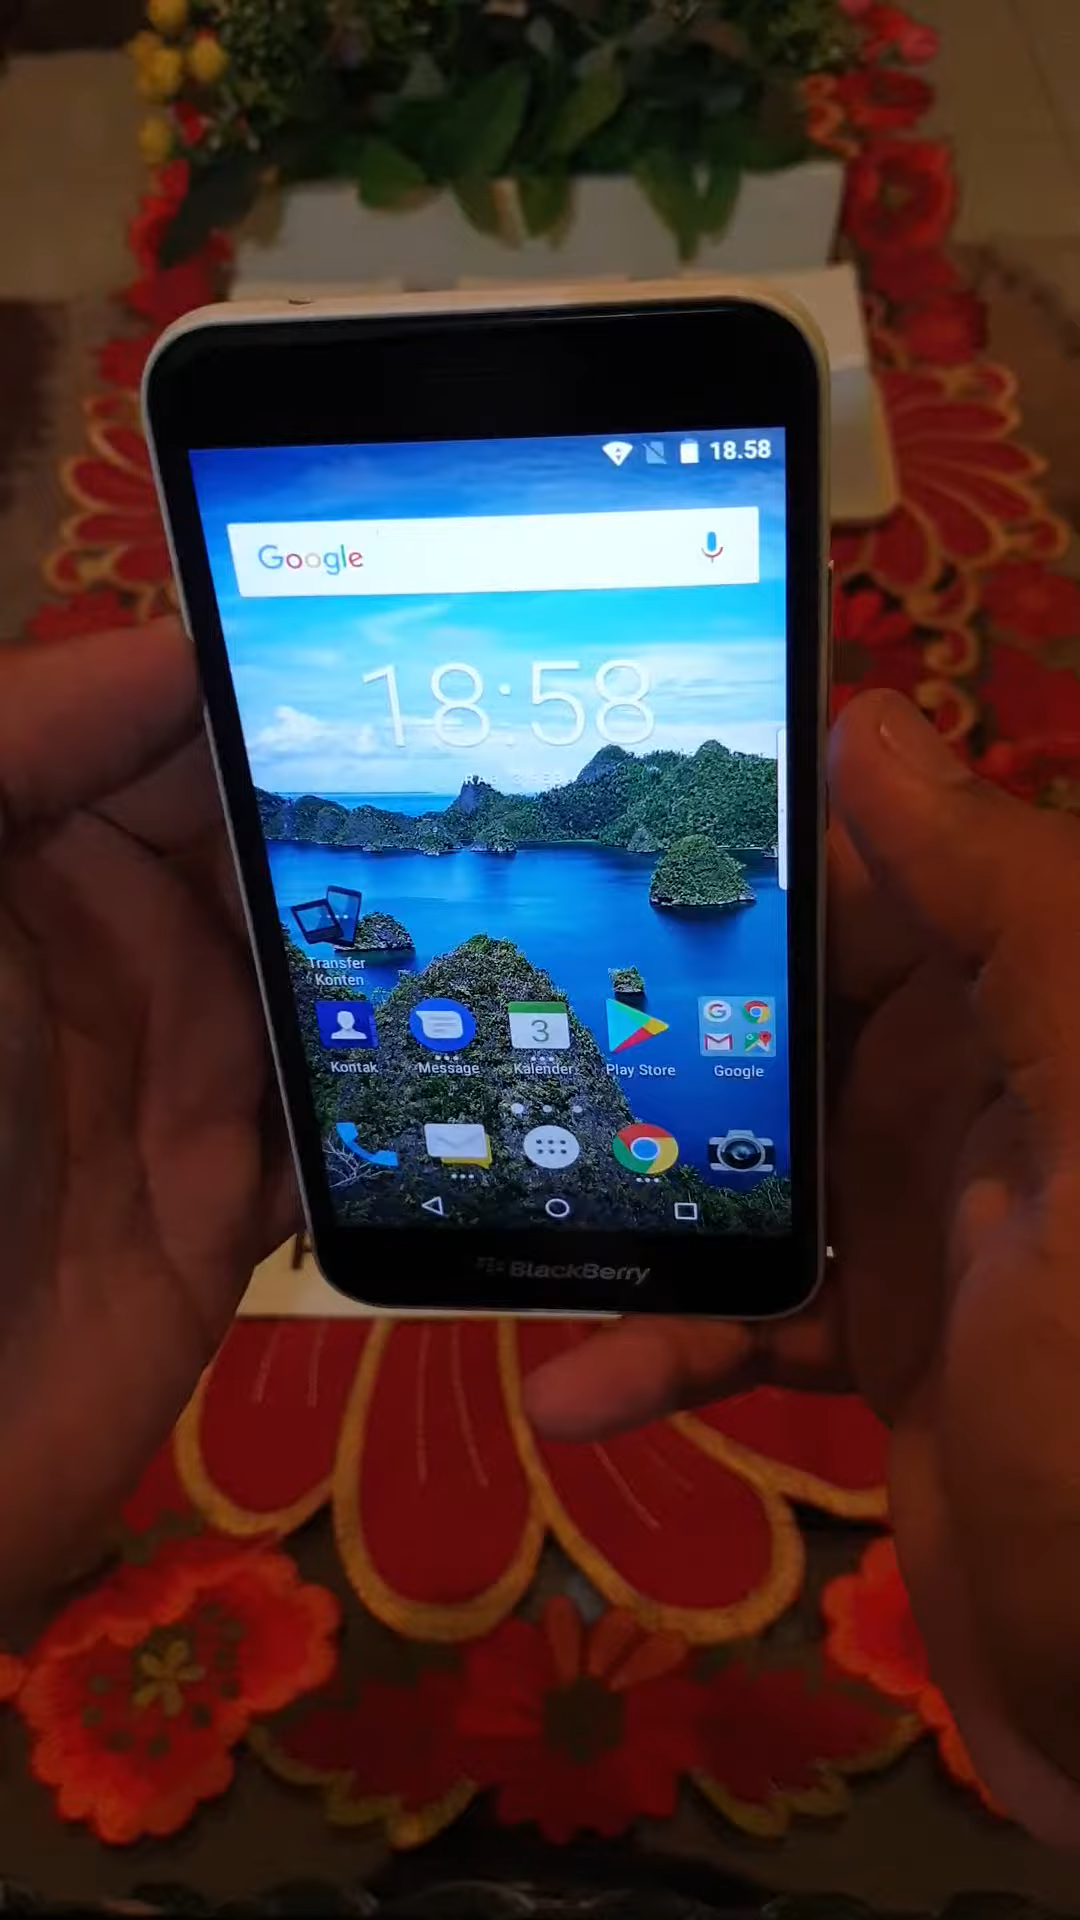 18.58
Google
18:58
Transfer
Konten
Kontak
Message
3
Kalender
Play Store
Google
BlackBerry